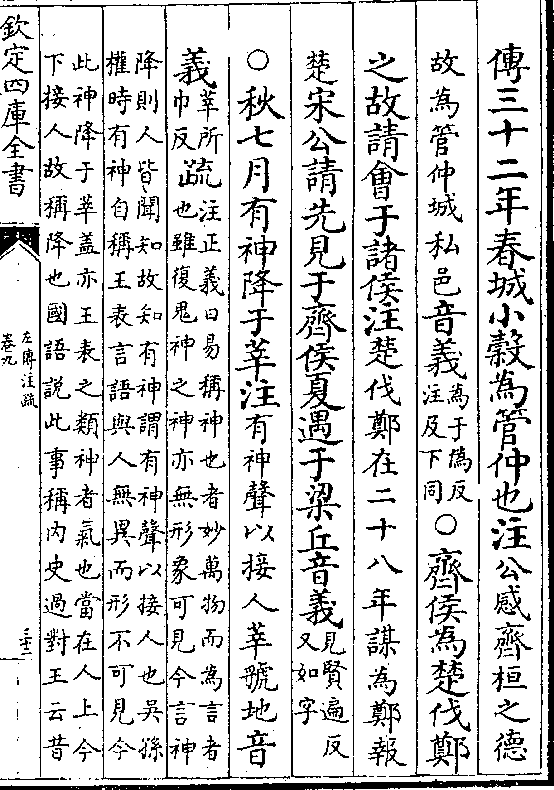 傳三十二年春城小穀為管仲也注公感齊桓之德
故為管仲城私邑音義為于偽反注及下同○齊侯為楚伐鄭
之故請會于諸侯注楚伐鄭在二十八年謀為鄭報
楚宋公請先見于齊侯夏遇于梁丘音義見賢遍反又如字
○秋七月有神降于莘注有神聲以接人莘虢地音
義莘所巾反疏注正義曰易稱神也者妙萬物而為言者也雖復鬼神之神亦無形象可見今言神
降則人皆聞知故知有神謂有神聲以接人也吳孫
權時有神自稱王表言語與人無異而形不可見今
此神降于莘蓋亦王表之類神者氣也當在人上今
下接人故稱降也國語說此事稱內史過對王云昔
欽定四庫全書
左傳注疏
卷九